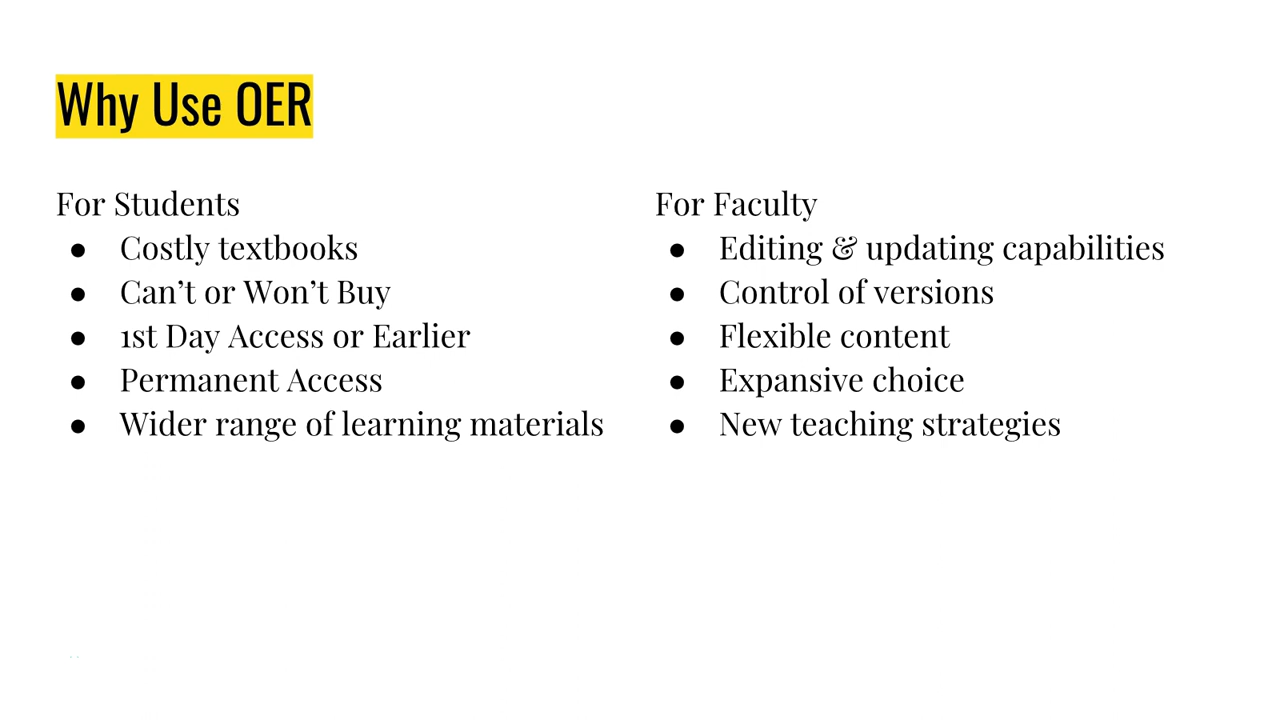 Why Use OER
For Students
● Costly textbooks
● Can’t or Won’t Buy
● 1st Day Access or Earlier
● Permanent Access
● Wider range of learning materials
For Faculty
● Editing & updating capabilities
● Control of versions
● Flexible content
● Expansive choice
● New teaching strategies